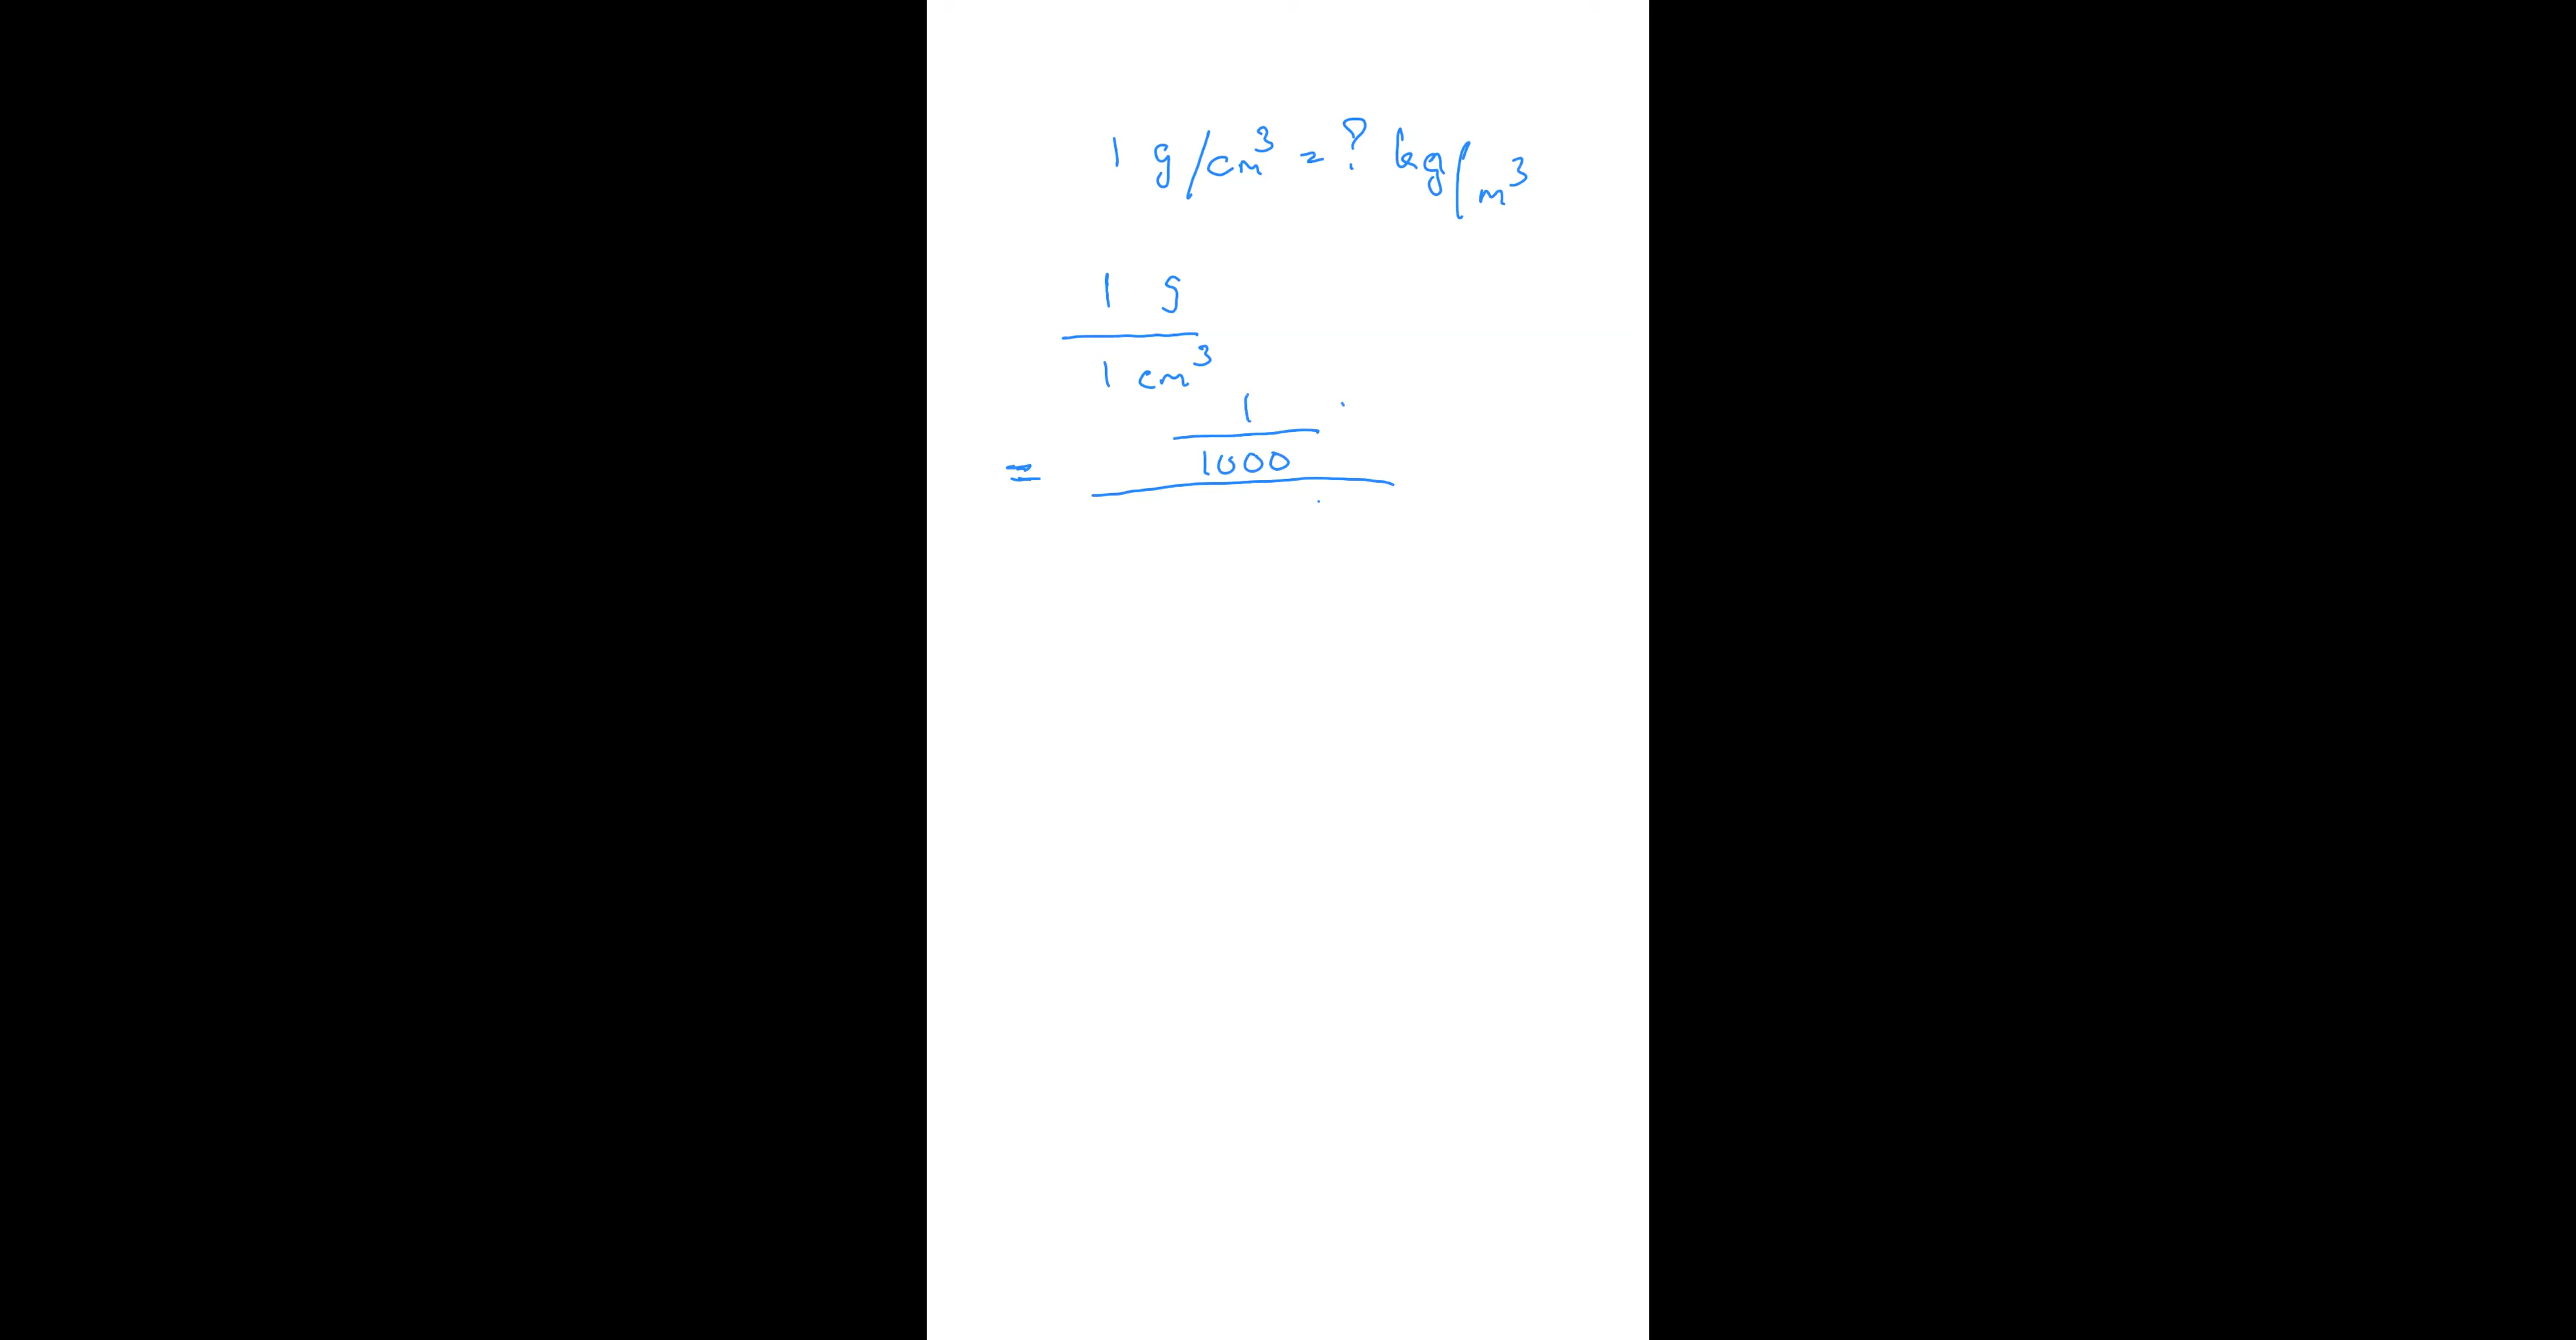 1 g/cm³ = ? kg/m³
1 g
1 cm³
1
= 1000